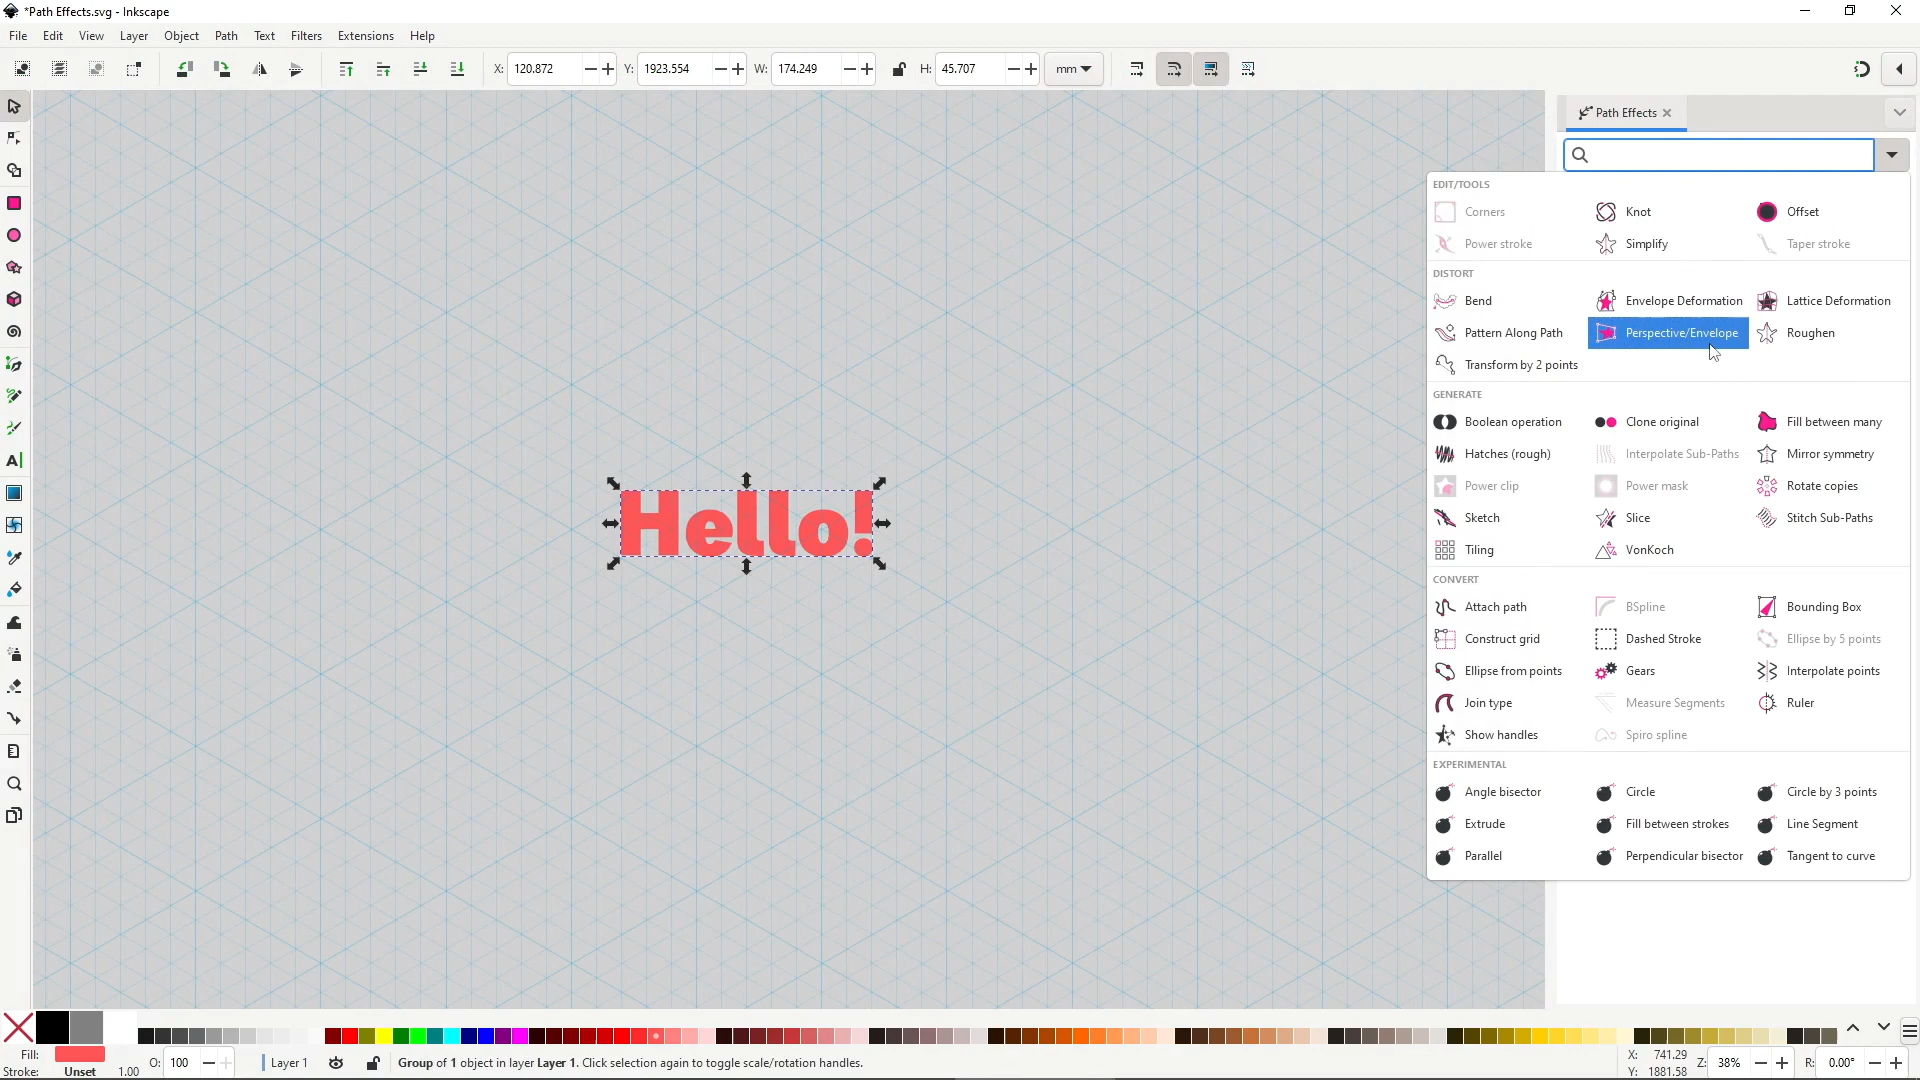 *Path Effects.svg - Inkscape
File Edit View Layer Object Path Text Filters Extensions Help
X: 120.872 Y: 1923.554 W: 174.249 H: 45.707 mm
Path Effects
EDIT/TOOLS
Corners Knot Offset
Power stroke Simplify Taper stroke
DISTORT
Bend Envelope Deformation Lattice Deformation
Pattern Along Path Perspective/Envelope Roughen
Transform by 2 points
GENERATE
Boolean operation Clone original Fill between many
Hatches (rough) Interpolate Sub-Paths Mirror symmetry
Power clip Power mask Rotate copies
Sketch Slice Stitch Sub-Paths
Tiling VonKoch
CONVERT
Attach path BSpline Bounding Box
Construct grid Dashed Stroke Ellipse by 5 points
Ellipse from points Gears Interpolate points
Join type Measure Segments Ruler
Show handles Spiro spline
EXPERIMENTAL
Angle bisector Circle Circle by 3 points
Extrude Fill between strokes Line Segment
Parallel Perpendicular bisector Tangent to curve
Hello!
Fill: O: 100 Layer 1 Group of 1 object in layer Layer 1. Click selection again to toggle scale/rotation handles. X: 741.29 Z: 38% R: 0.00°
Stroke: Unset 1.00 Y: 1881.58